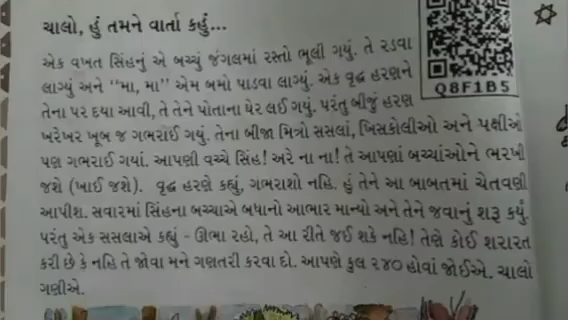 ચાલો, હું તમને વાર્તા કહું...
એક વખત સિંહનું એ બચ્ચું જંગલમાં રસ્તો ભૂલી ગયું. તે રડવા
લાગ્યું અને “મા, મા” એમ બમો પાડવા લાગ્યું. એક વૃદ્ધ હરણને
તેના પર દયા આવી, તે તેને પોતાના ઘેર લઈ ગયું. પરંતુ બીજું હરણ
ખરેખર ખૂબ જ ગભરાઈ ગયું. તેના બીજા મિત્રો સસલાં, ખિસકોલીઓ અને પક્ષીઓ
પણ ગભરાઈ ગયાં. આપણી વચ્ચે સિંહ! અરે ના ના! તે આપણાં બચ્ચાંઓને ભરખી
જશે (ખાઈ જશે). વૃદ્ધ હરણે કહ્યું, ગભરાશો નહિ. હું તેને આ બાબતમાં ચેતવણી
આપીશ. સવારમાં સિંહના બચ્ચાએ બધાનો આભાર માન્યો અને તેને જવાનું શરૂ કર્યું.
પરંતુ એક સસલાએ કહ્યું - ઊભા રહો, તે આ રીતે જઈ શકે નહિ! તેણે કોઈ શરારત
કરી છે કે નહિ તે જોવા મને ગણતરી કરવા દો. આપણે કુલ ૨૪૦ હોવાં જોઈએ. ચાલો
ગણીએ.
Q8F1B5